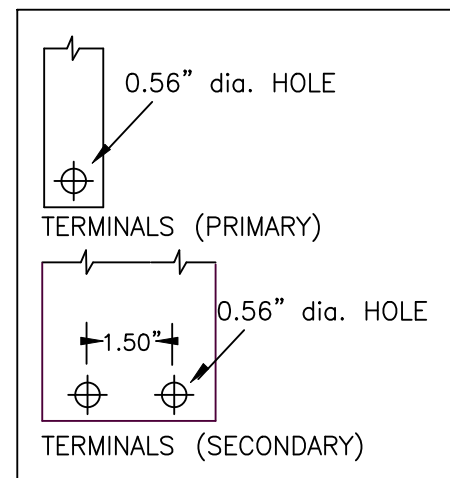 0.56” dia. HOLE
TERMINALS (PRIMARY)
0.56” dia. HOLE
1.50”
TERMINALS (SECONDARY)